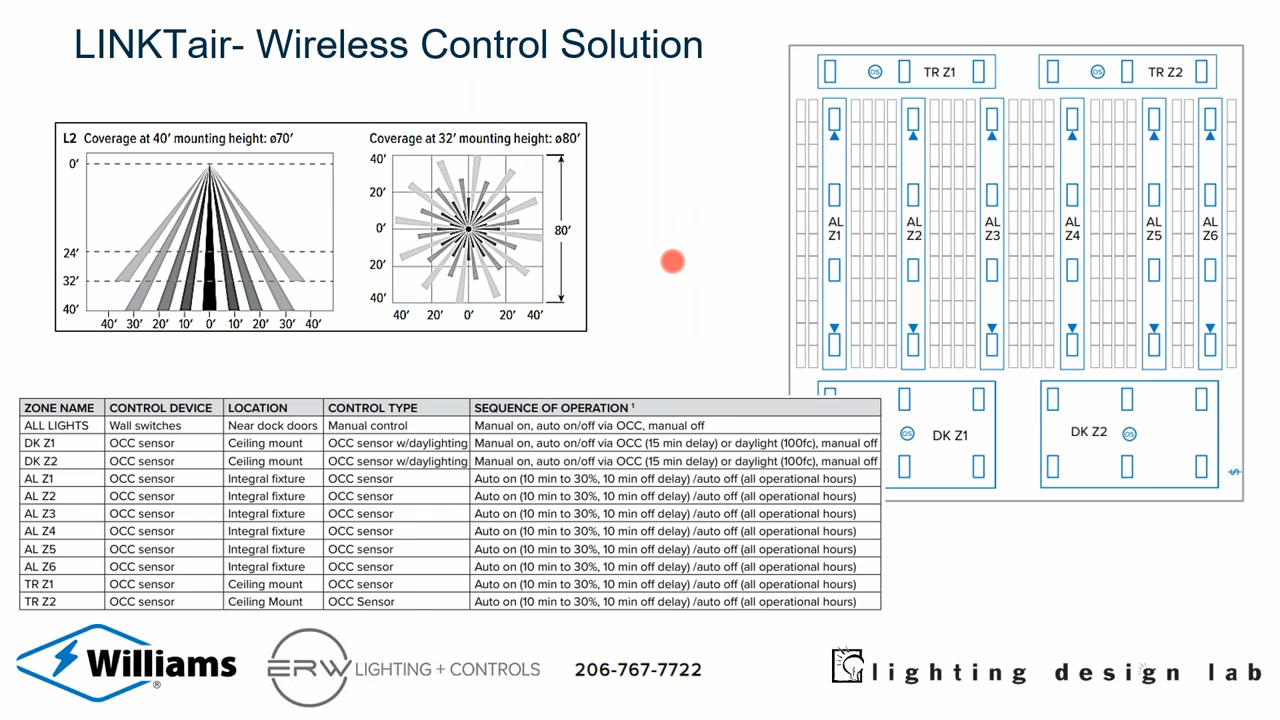 LINKTair- Wireless Control Solution
L2 Coverage at 40′ mounting height: ø70′
Coverage at 32′ mounting height: ø80′
0′
24′
32′
40′
40′ 30′ 20′ 10′ 0′ 10′ 20′ 30′ 40′
40′
20′
0′
20′
40′
40′ 20′ 0′ 20′ 40′
80′
OS TR Z1
OS TR Z2
AL Z1
AL Z2
AL Z3
AL Z4
AL Z5
AL Z6
OS DK Z1
DK Z2 OS
$
ZONE NAME CONTROL DEVICE LOCATION CONTROL TYPE SEQUENCE OF OPERATION ¹
ALL LIGHTS Wall switches Near dock doors Manual control Manual on, auto on/off via OCC, manual off
DK Z1 OCC sensor Ceiling mount OCC sensor w/daylighting Manual on, auto on/off via OCC (15 min delay) or daylight (100fc), manual off
DK Z2 OCC sensor Ceiling mount OCC sensor w/daylighting Manual on, auto on/off via OCC (15 min delay) or daylight (100fc), manual off
AL Z1 OCC sensor Integral fixture OCC sensor Auto on (10 min to 30%, 10 min off delay) /auto off (all operational hours)
AL Z2 OCC sensor Integral fixture OCC sensor Auto on (10 min to 30%, 10 min off delay) /auto off (all operational hours)
AL Z3 OCC sensor Integral fixture OCC sensor Auto on (10 min to 30%, 10 min off delay) /auto off (all operational hours)
AL Z4 OCC sensor Integral fixture OCC sensor Auto on (10 min to 30%, 10 min off delay) /auto off (all operational hours)
AL Z5 OCC sensor Integral fixture OCC sensor Auto on (10 min to 30%, 10 min off delay) /auto off (all operational hours)
AL Z6 OCC sensor Integral fixture OCC sensor Auto on (10 min to 30%, 10 min off delay) /auto off (all operational hours)
TR Z1 OCC sensor Ceiling mount OCC sensor Auto on (10 min to 30%, 10 min off delay) /auto off (all operational hours)
TR Z2 OCC sensor Ceiling Mount OCC Sensor Auto on (10 min to 30%, 10 min off delay) /auto off (all operational hours)
Williams®
ERW LIGHTING + CONTROLS
206-767-7722
lighting design lab